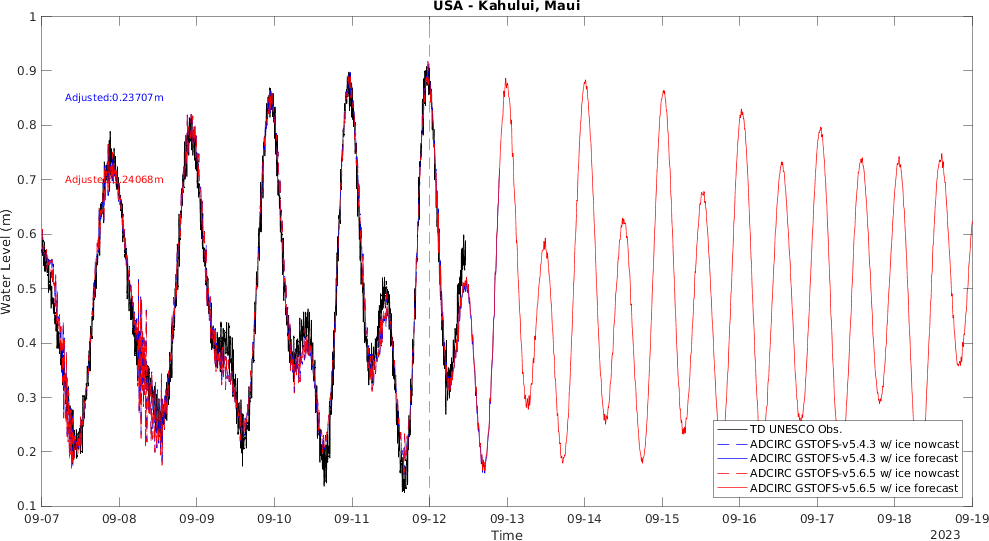 USA - Kahului, Maui
1
0.9
0.8
0.7
0.6
0.5
0.4
0.3
0.2
0.1
Water Level (m)
Adjusted:0.23707m
Adjusted:0.24068m
TD UNESCO Obs.
ADCIRC GSTOFS-v5.4.3 w/ ice nowcast
ADCIRC GSTOFS-v5.4.3 w/ ice forecast
ADCIRC GSTOFS-v5.6.5 w/ ice nowcast
ADCIRC GSTOFS-v5.6.5 w/ ice forecast
09-07 09-08 09-09 09-10 09-11 09-12 09-13 09-14 09-15 09-16 09-17 09-18 09-19
Time
2023